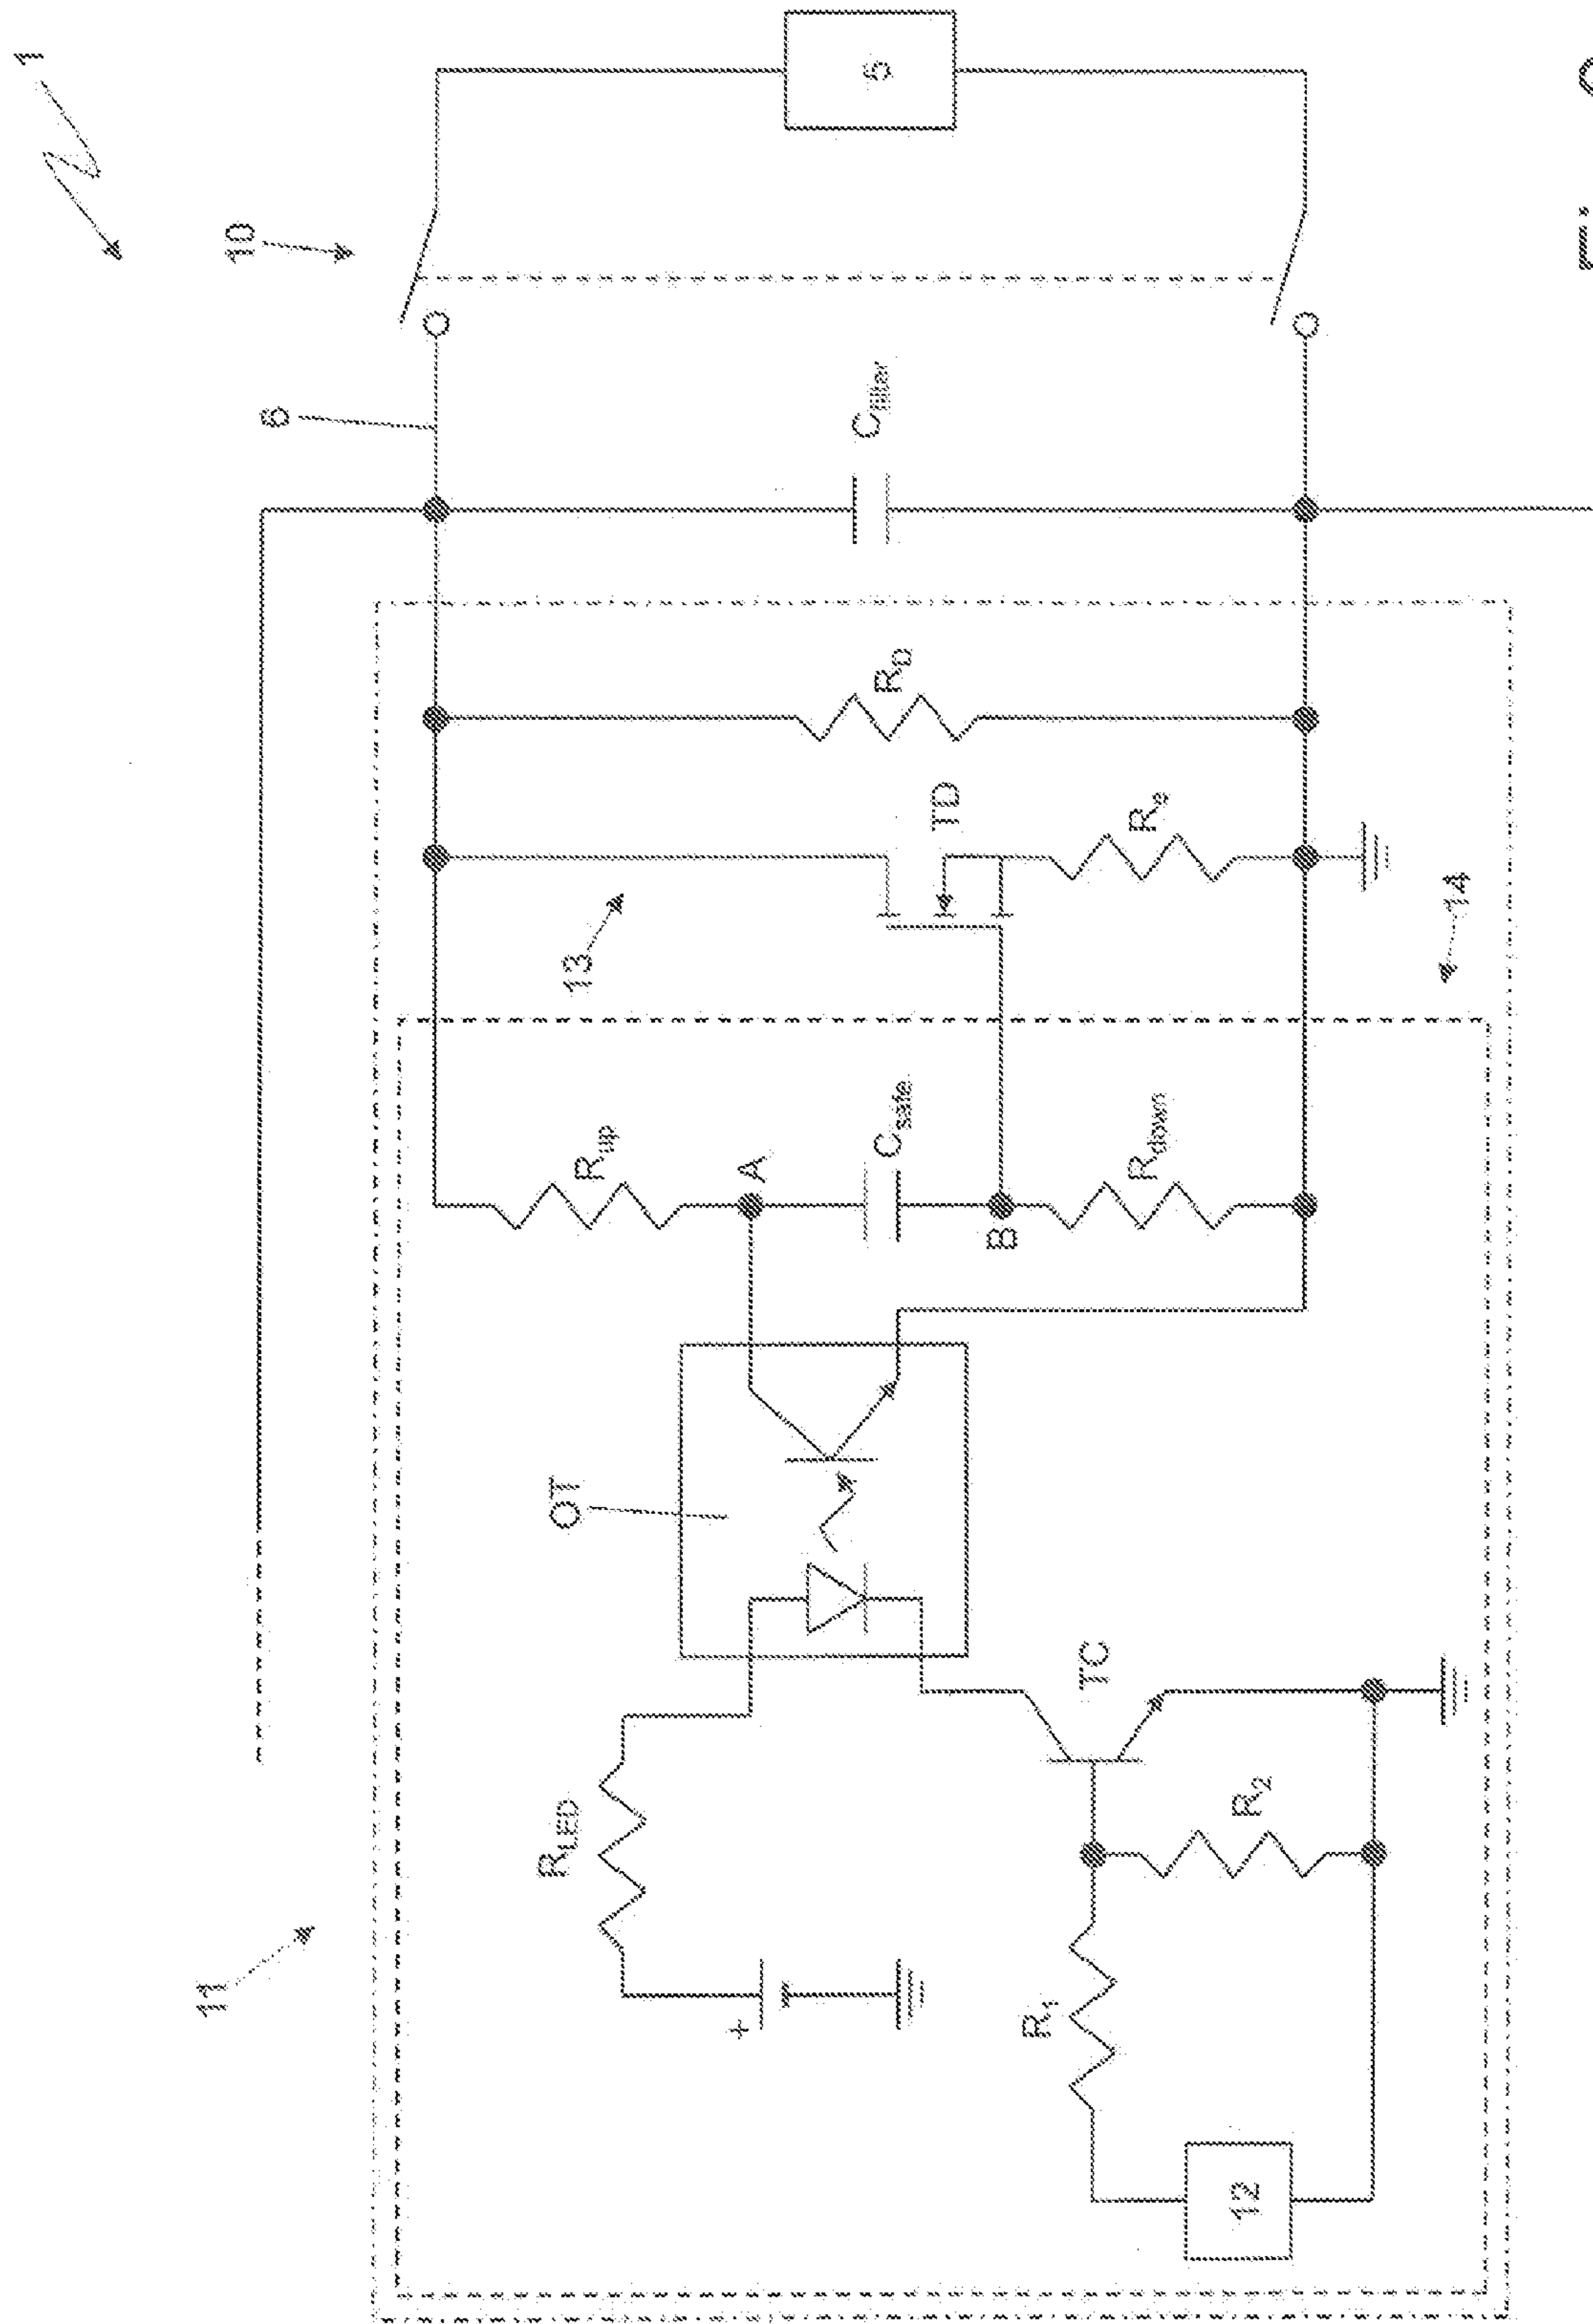 1
10
6
5
C_filter
R_D
TD
R_s
13
14
R_up
A
C_safe
B
R_down
OT
TC
R_LED
R_2
11
+
R_1
12